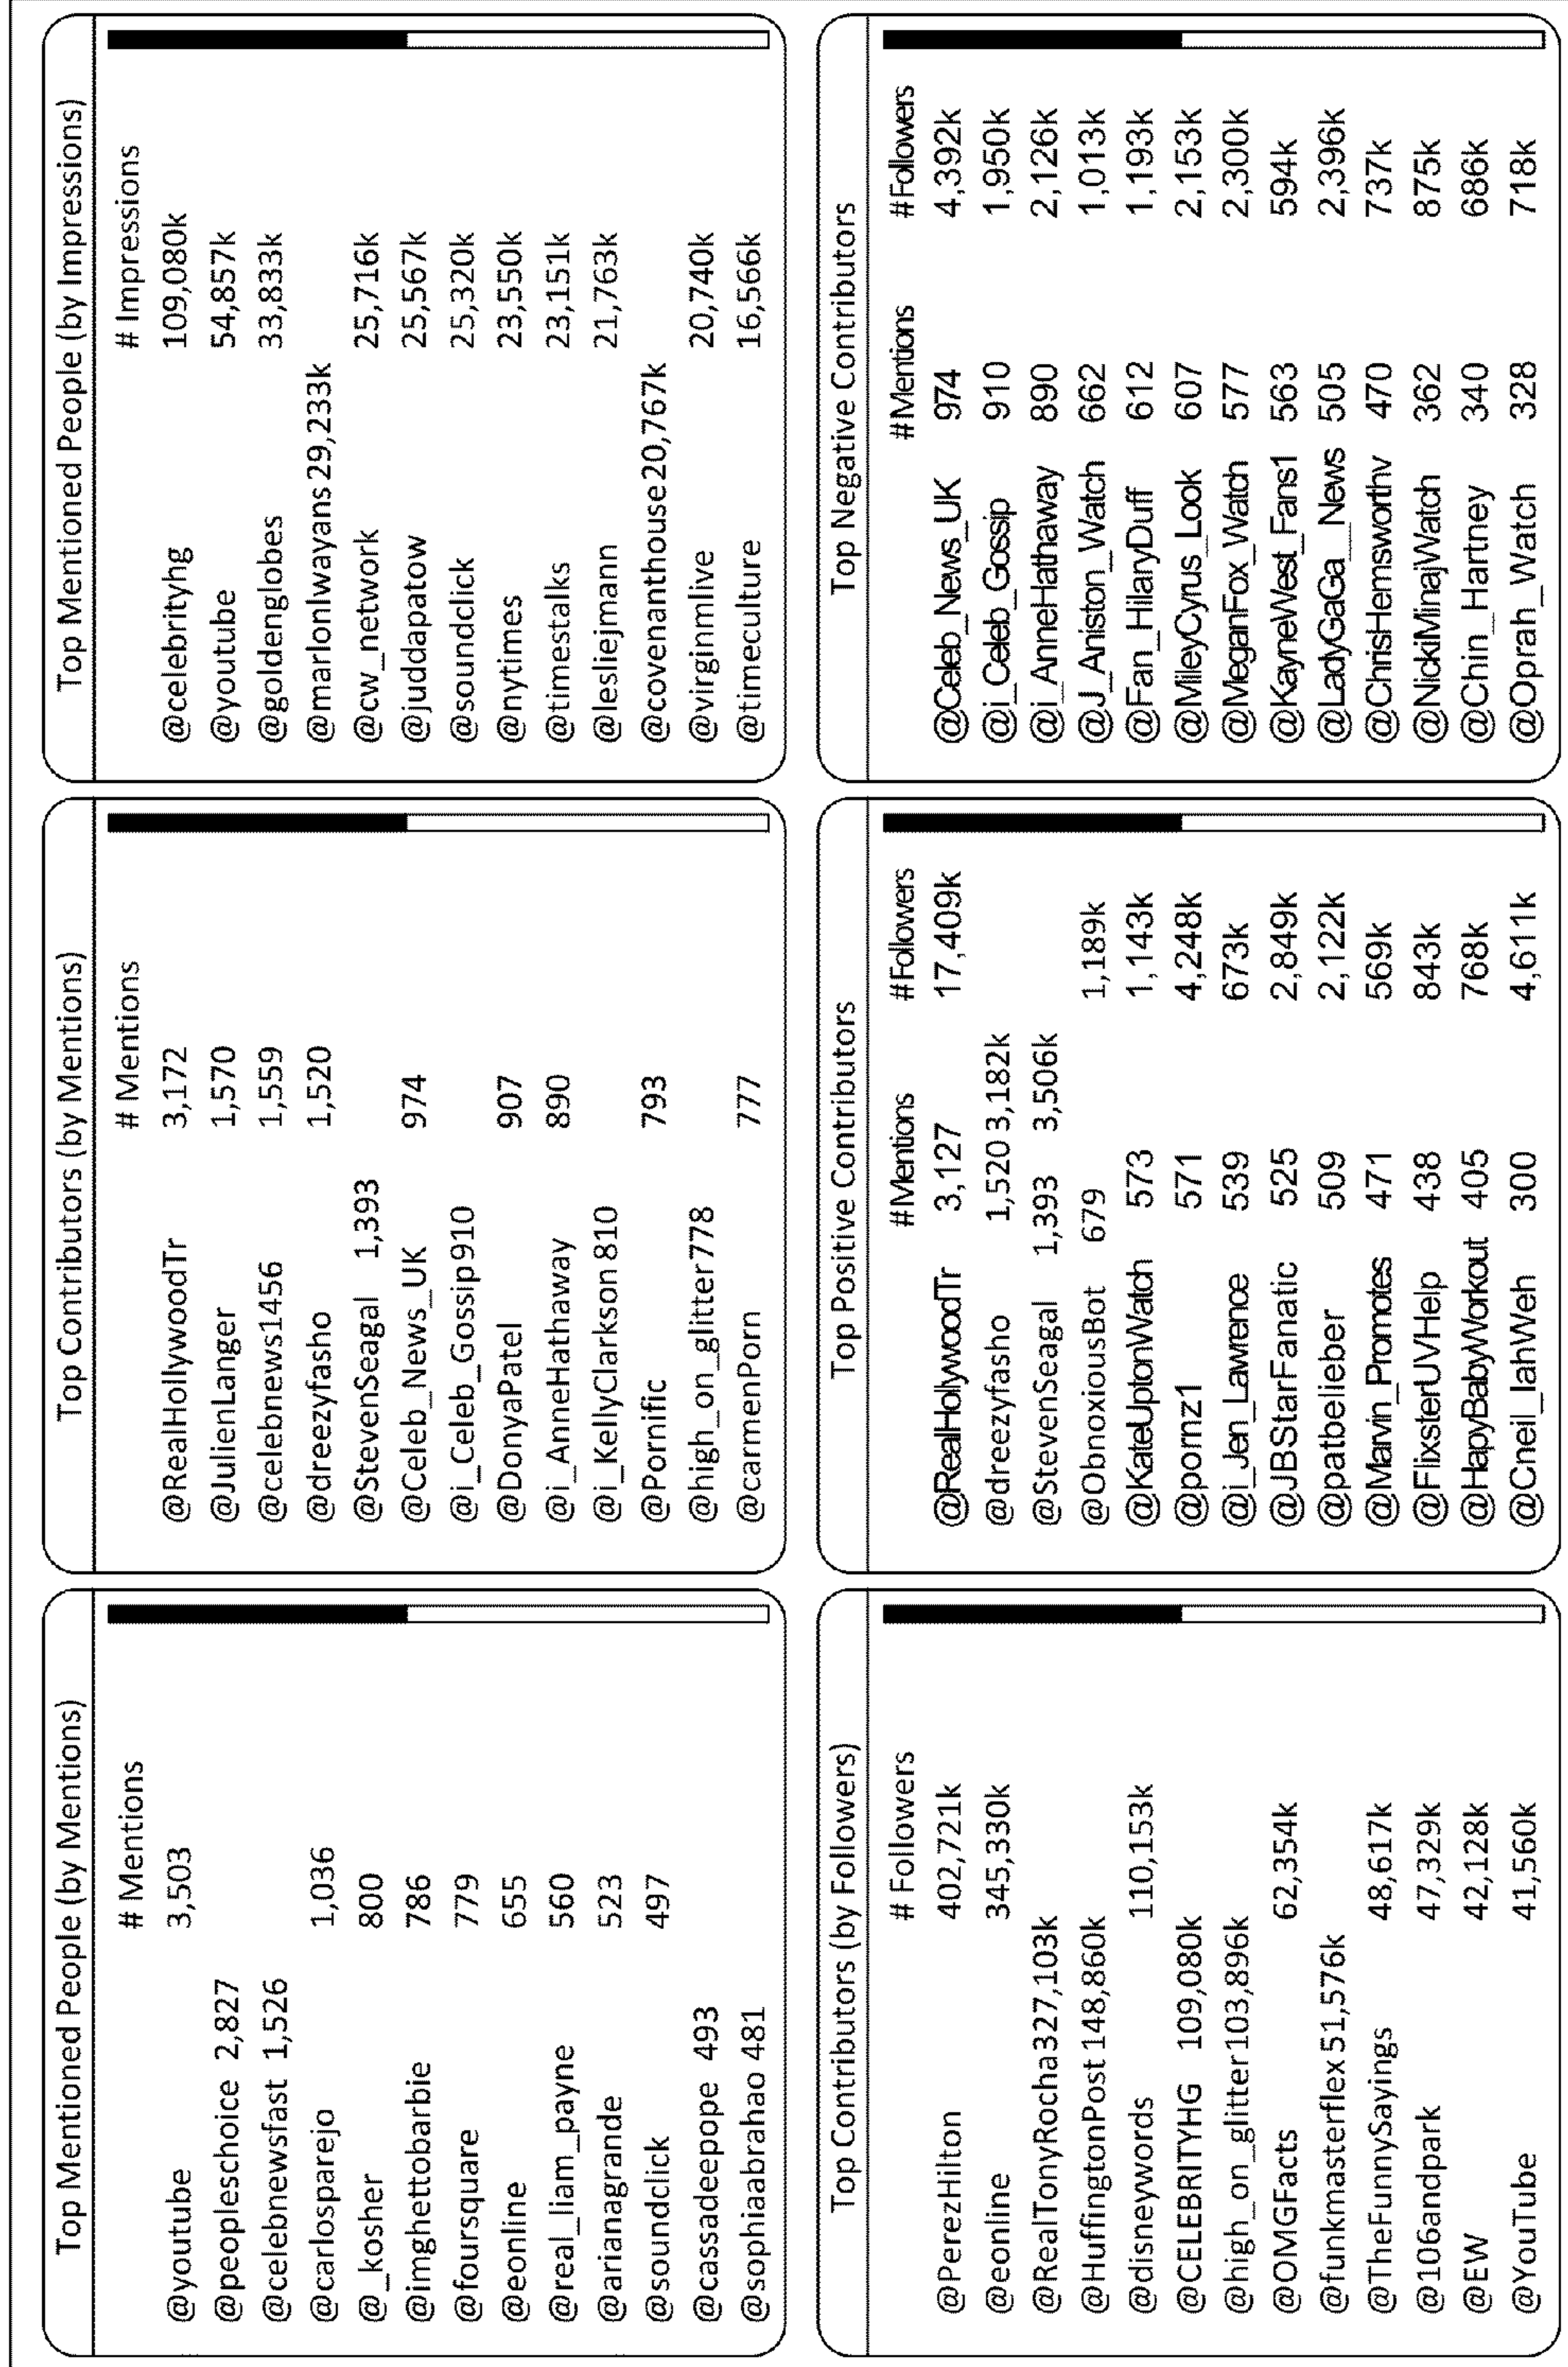 Top Mentioned People (by Mentions)
# Mentions
@youtube 3,503
@peopleschoice 2,827
@celebnewsfast 1,526
@carlosparejo 1,036
@_kosher 800
@imghettobarbie 786
@foursquare 779
@eonline 655
@real_liam_payne 560
@arianagrande 523
@soundclick 497
@cassadeepope 493
@sophiaabrahao 481
Top Contributors (by Mentions)
# Mentions
@RealHollywoodTr 3,172
@JulienLanger 1,570
@celebnews1456 1,559
@dreezyfasho 1,520
@StevenSeagal 1,393
@Celeb_News_UK 974
@i_Celeb_Gossip 910
@DonyaPatel 907
@i_AnneHathaway 890
@i_KellyClarkson 810
@Pornific 793
@high_on_glitter 778
@carmenPorn 777
Top Mentioned People (by Impressions)
# Impressions
@celebrityhg 109,080k
@youtube 54,857k
@goldenglobes 33,833k
@marlonlwayans 29,233k
@cw_network 25,716k
@juddapatow 25,567k
@soundclick 25,320k
@nytimes 23,550k
@timestalks 23,151k
@lesliejmann 21,763k
@covenanthouse 20,767k
@virginmlive 20,740k
@timeculture 16,566k
Top Contributors (by Followers)
# Followers
@PerezHilton 402,721k
@eonline 345,330k
@RealTonyRocha 327,103k
@HuffingtonPost 148,860k
@disneywords 110,153k
@CELEBRITYHG 109,080k
@high_on_glitter 103,896k
@OMGFacts 62,354k
@funkmasterflex 51,576k
@TheFunnySayings 48,617k
@106andpark 47,329k
@EW 42,128k
@YouTube 41,560k
Top Positive Contributors
#Mentions #Followers
@RealHollywoodTr 3,127 17,409k
@dreezyfasho 1,520 3,182k
@StevenSeagal 1,393 3,506k
@ObnoxiousBot 679 1,189k
@KateUptonWatch 573 1,143k
@pornz1 571 4,248k
@i_Jen_Lawrence 539 673k
@JBStarFanatic 525 2,849k
@patbelieber 509 2,122k
@Marvin_Promotes 471 569k
@FlixsterUVHelp 438 843k
@HapyBabyWorkout 405 768k
@Cneil_IahWeh 300 4,611k
Top Negative Contributors
#Mentions #Followers
@Celeb_News_UK 974 4,392k
@i_Celeb_Gossip 910 1,950k
@i_AnneHathaway 890 2,126k
@J_Aniston_Watch 662 1,013k
@Fan_HilaryDuff 612 1,193k
@MileyCyrus_Look 607 2,153k
@MeganFox_Watch 577 2,300k
@KayneWest_Fans1 563 594k
@LadyGaGa_News 505 2,396k
@ChrisHemsworthv 470 737k
@NickiMinajWatch 362 875k
@Chin_Hartney 340 686k
@Oprah_Watch 328 718k